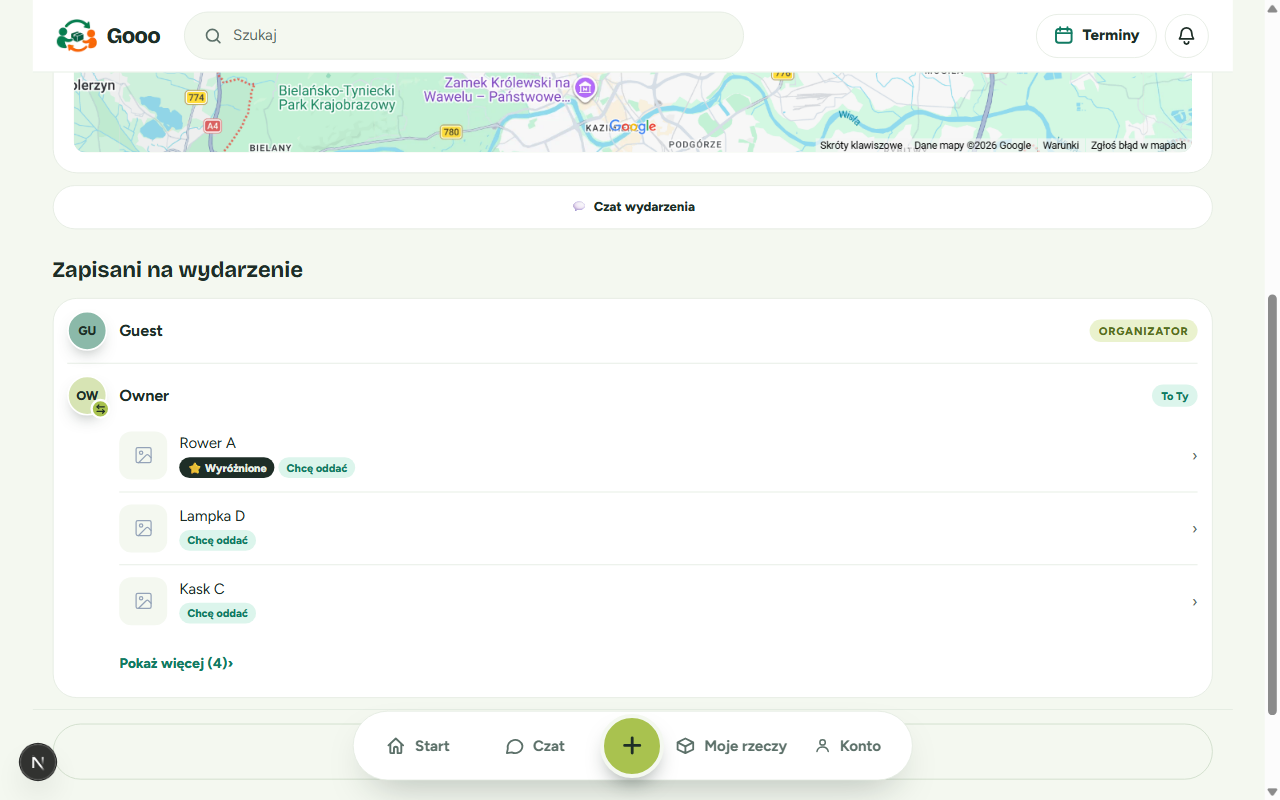 Gooo
Szukaj
Terminy
774
A4
Bielańsko-Tyniecki
Park Krajobrazowy
BIELANY
780
Zamek Królewski na
Wawelu – Państwowe...
Google
PODGÓRZE
Wisła
Skróty klawiszowe
Dane mapy ©2026 Google
Warunki
Zgłoś błąd w mapach
Czat wydarzenia
Zapisani na wydarzenie
GU
Guest
ORGANIZATOR
OW
Owner
To Ty
Rower A
Wyróżnione
Chcę oddać
Lampka D
Chcę oddać
Kask C
Chcę oddać
Pokaż więcej (4)›
Start
Czat
Moje rzeczy
Konto
N